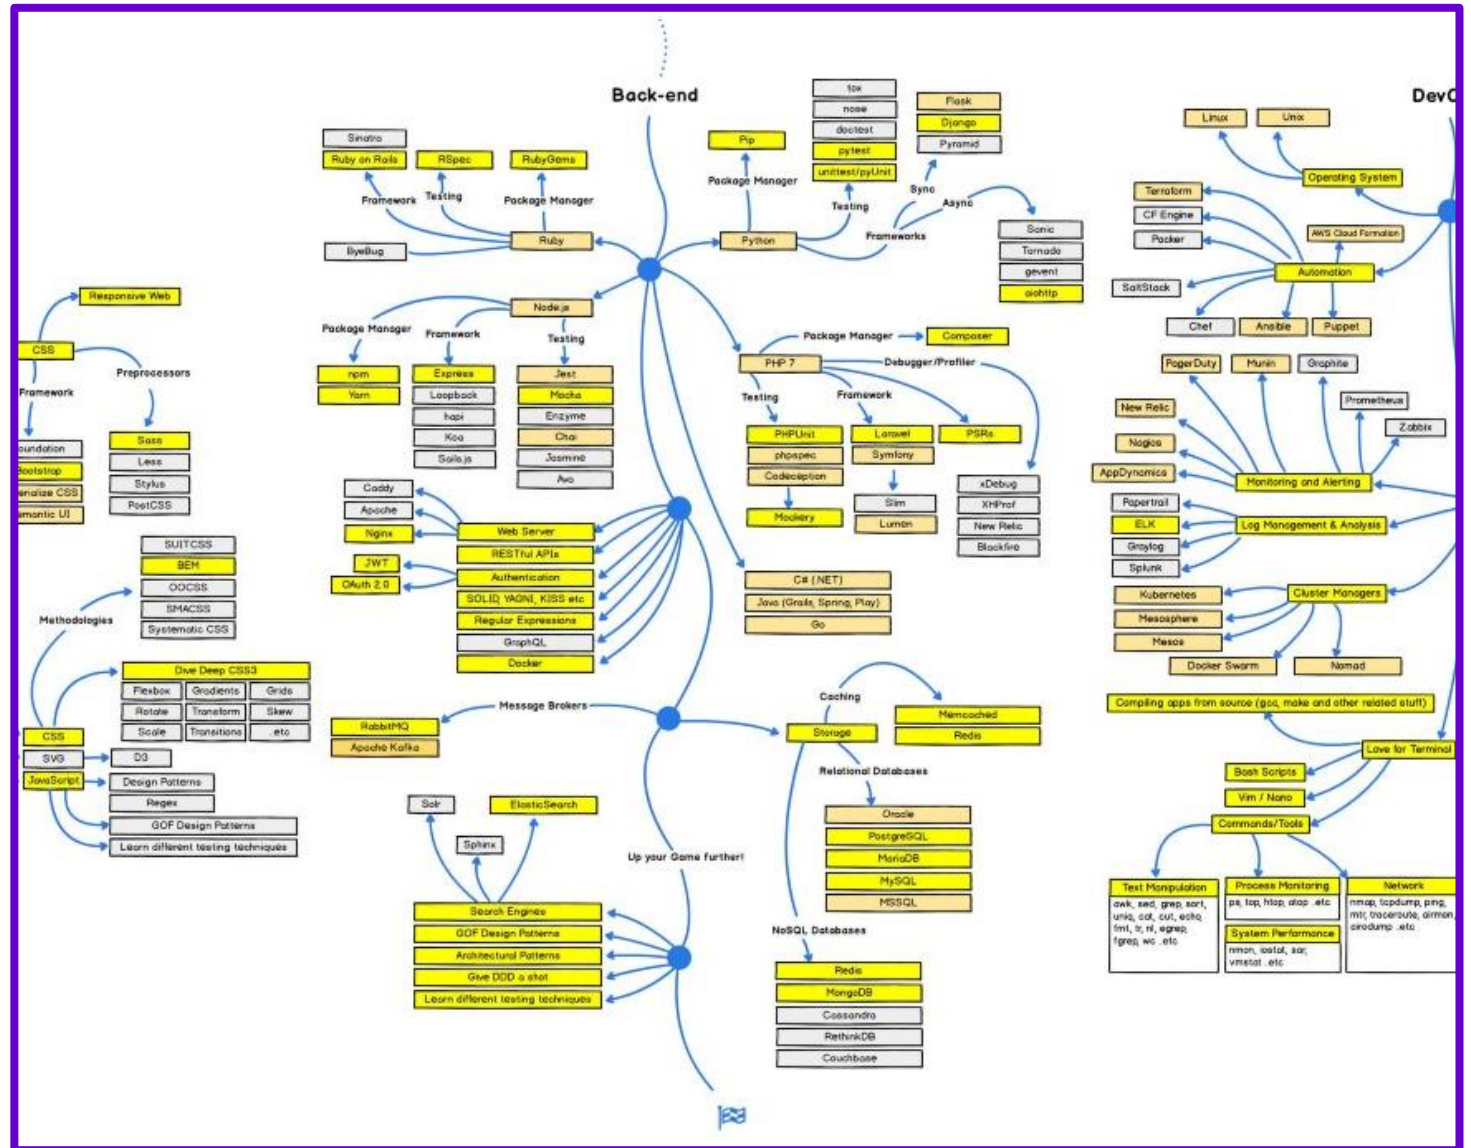 Back-end
Sinatra
Ruby on Rails
RSpec
RubyGems
Framework
Testing
Package Manager
ByeBug
Ruby
Pip
Package Manager
Python
tox
nose
doctest
pytest
unittest/pyUnit
Testing
Flask
Django
Pyramid
Sync
Async
Frameworks
Sanic
Tornado
gevent
aiohttp
Node.js
Package Manager
Framework
Testing
npm
Yarn
Express
Loopback
hapi
Koa
Sails.js
Jest
Mocha
Enzyme
Chai
Jasmine
Ava
PHP 7
Package Manager
Composer
Debugger/Profiler
Testing
Framework
PHPUnit
phpspec
Codeception
Mockery
Laravel
Symfony
Slim
Lumen
PSRs
xDebug
XHProf
New Relic
Blackfire
C# (.NET)
Java (Grails, Spring, Play)
Go
Caddy
Apache
Nginx
JWT
OAuth 2.0
Web Server
RESTful APIs
Authentication
SOLID, YAGNI, KISS etc
Regular Expressions
GraphQL
Docker
Message Brokers
RabbitMQ
Apache Kafka
Storage
Caching
Memcached
Redis
Relational Databases
Oracle
PostgreSQL
MariaDB
MySQL
MSSQL
NoSQL Databases
Redis
MongoDB
Cassandra
RethinkDB
Couchbase
Up your Game further!
Solr
Sphinx
ElasticSearch
Search Engines
GOF Design Patterns
Architectural Patterns
Give DDD a shot
Learn different testing techniques
Responsive Web
CSS
Preprocessors
Framework
oundation
Bootstrap
erialize CSS
emantic UI
Sass
Less
Stylus
PostCSS
SUITCSS
BEM
OOCSS
SMACSS
Systematic CSS
Methodologies
Dive Deep CSS3
Flexbox
Gradients
Grids
Rotate
Transform
Skew
Scale
Transitions
..etc
CSS
SVG
D3
JavaScript
Design Patterns
Regex
GOF Design Patterns
Learn different testing techniques
DevO
Linux
Unix
Operating System
Terraform
CF Engine
Packer
AWS Cloud Formation
Automation
SaltStack
Chef
Ansible
Puppet
PagerDuty
Munin
Graphite
Prometheus
Zabbix
New Relic
Nagios
AppDynamics
Monitoring and Alerting
Papertrail
ELK
Graylog
Splunk
Log Management & Analysis
Kubernetes
Mesosphere
Mesos
Docker Swarm
Nomad
Cluster Managers
Compiling apps from source (gcc, make and other related stuff)
Love for Terminal
Bash Scripts
Vim / Nano
Commands/Tools
Text Manipulation
awk, sed, grep, sort,
uniq, cat, cut, echo,
fmt, tr, nl, egrep,
fgrep, wc ..etc
Process Monitoring
ps, top, htop, atop ..etc
System Performance
nmon, iostat, sar,
vmstat ..etc
Network
nmap, tcpdump, ping,
mtr, traceroute, airmon,
airodump ..etc